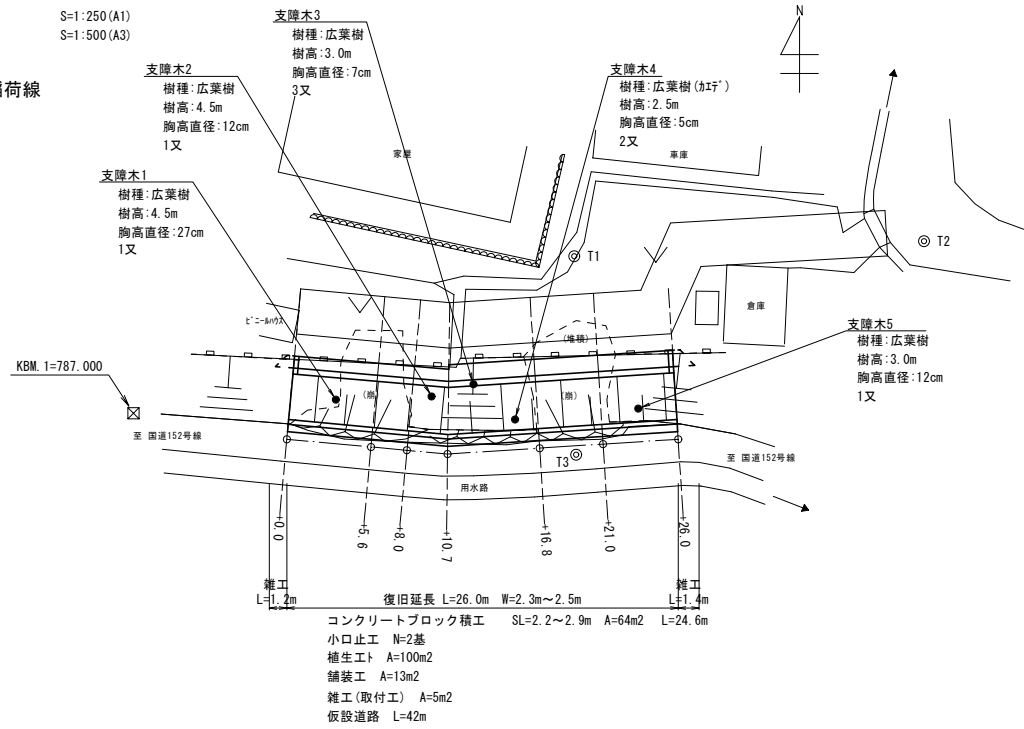 S=1:250(A1)
S=1:500(A3)
荷線
支障木3
樹種:広葉樹
樹高:3.0m
胸高直径:7cm
3又
支障木2
樹種:広葉樹
樹高:4.5m
胸高直径:12cm
1又
支障木4
樹種:広葉樹(ｶｴﾃﾞ)
樹高:2.5m
胸高直径:5cm
2又
N
支障木1
樹種:広葉樹
樹高:4.5m
胸高直径:27cm
1又
家屋
車庫
T1
T2
倉庫
ﾋﾞﾆｰﾙﾊｳｽ
(堆積)
支障木5
樹種:広葉樹
樹高:3.0m
胸高直径:12cm
1又
KBM.1=787.000
(崩)
(崩)
至 国道152号線
至 国道152号線
T3
用水路
+0.0
+5.6
+8.0
+10.7
+16.8
+21.0
+26.0
雑工
L=1.2m
復旧延長 L=26.0m W=2.3m～2.5m
雑工
L=1.4m
コンクリートブロック積工 SL=2.2～2.9m A=64m2 L=24.6m
小口止工 N=2基
植生工ﾄ A=100m2
舗装工 A=13m2
雑工(取付工) A=5m2
仮設道路 L=42m